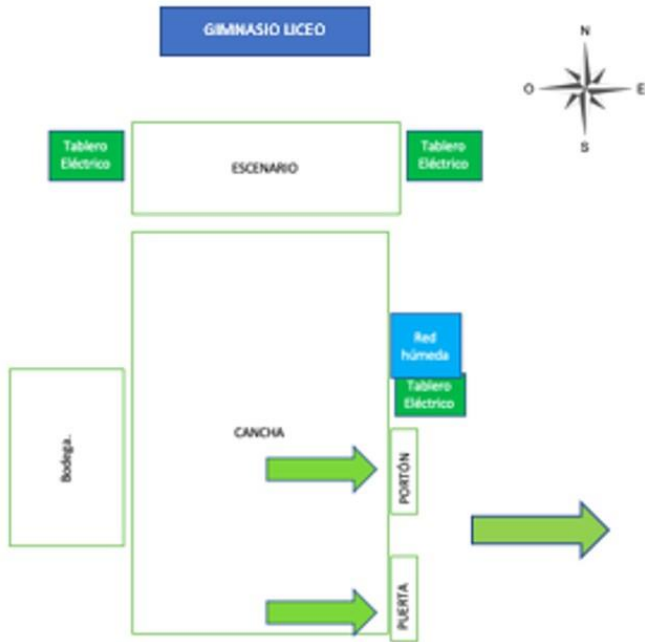 GIMNASIO LICEO
N
O
E
S
Tablero
Eléctrico
ESCENARIO
Tablero
Eléctrico
Red
húmeda
Tablero
Eléctrico
Bodega.
CANCHA
PORTÓN
PUERTA